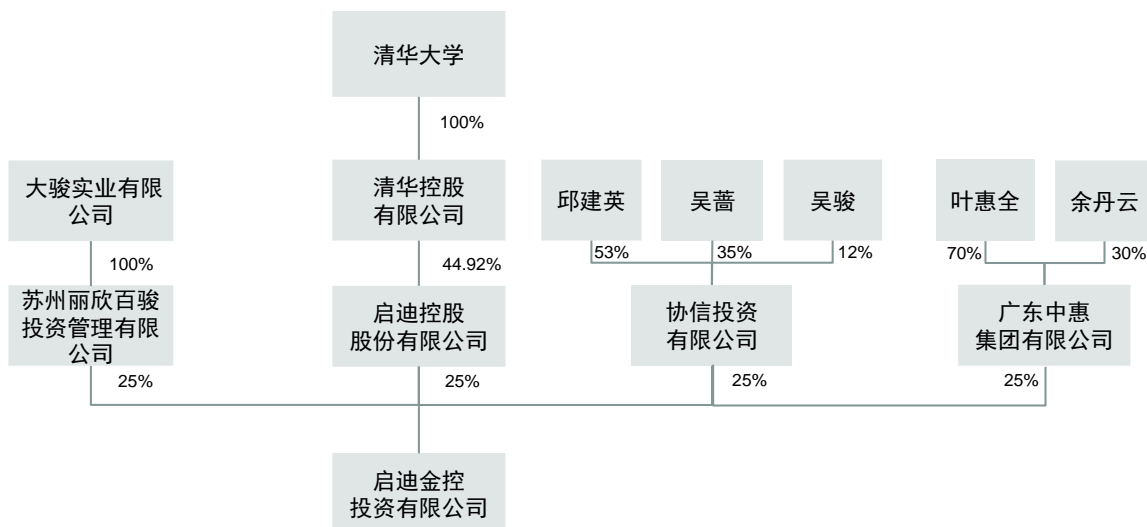 清华大学
100%
大骏实业有限
公司
清华控股
有限公司
邱建英
吴蔷
吴骏
叶惠全
余丹云
100%
44.92%
53%
35%
12%
70%
30%
苏州丽欣百骏
投资管理有限
公司
启迪控股
股份有限公司
协信投资
有限公司
广东中惠
集团有限公司
25%
25%
25%
25%
启迪金控
投资有限公司